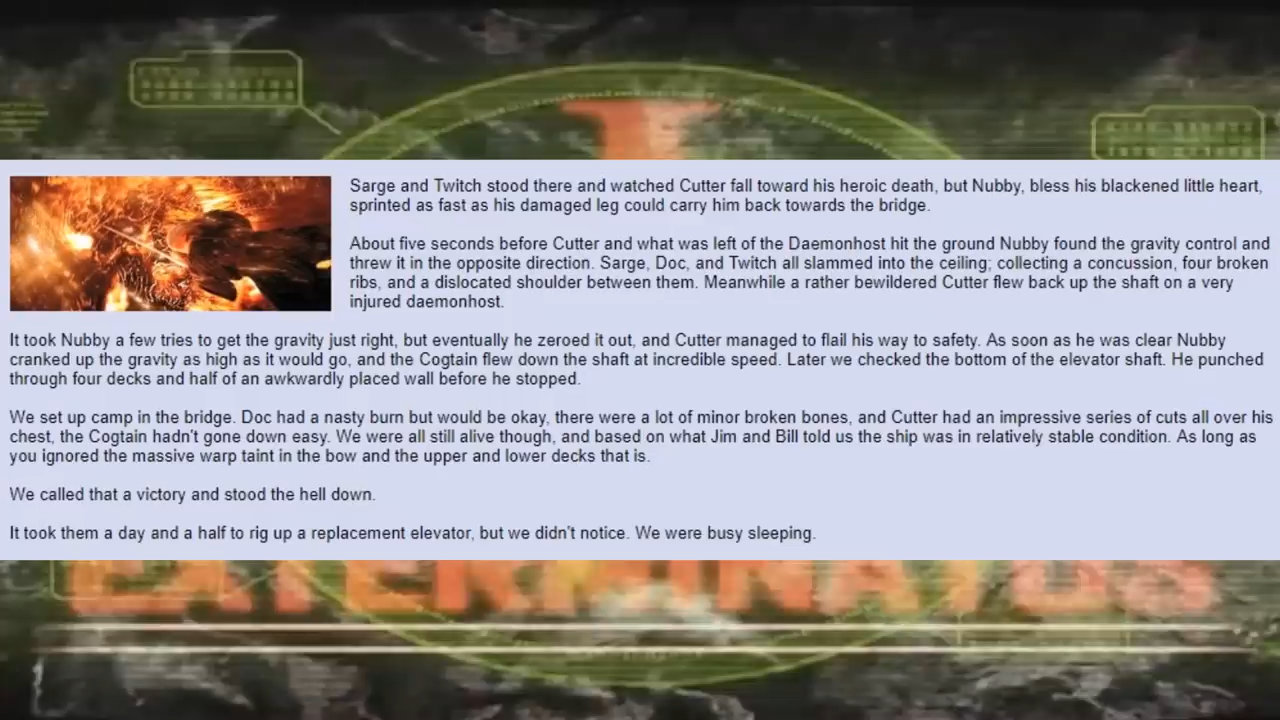 I
Sarge and Twitch stood there and watched Cutter fall toward his heroic death, but Nubby, bless his blackened little heart,
sprinted as fast as his damaged leg could carry him back towards the bridge.
About five seconds before Cutter and what was left of the Daemonhost hit the ground Nubby found the gravity control and
threw it in the opposite direction. Sarge, Doc, and Twitch all slammed into the ceiling; collecting a concussion, four broken
ribs, and a dislocated shoulder between them. Meanwhile a rather bewildered Cutter flew back up the shaft on a very
injured daemonhost.
It took Nubby a few tries to get the gravity just right, but eventually he zeroed it out, and Cutter managed to flail his way to safety. As soon as he was clear Nubby
cranked up the gravity as high as it would go, and the Cogtain flew down the shaft at incredible speed. Later we checked the bottom of the elevator shaft. He punched
through four decks and half of an awkwardly placed wall before he stopped.
We set up camp in the bridge. Doc had a nasty burn but would be okay, there were a lot of minor broken bones, and Cutter had an impressive series of cuts all over his
chest, the Cogtain hadn't gone down easy. We were all still alive though, and based on what Jim and Bill told us the ship was in relatively stable condition. As long as
you ignored the massive warp taint in the bow and the upper and lower decks that is.
We called that a victory and stood the hell down.
It took them a day and a half to rig up a replacement elevator, but we didn't notice. We were busy sleeping.
EXTERMINATUS